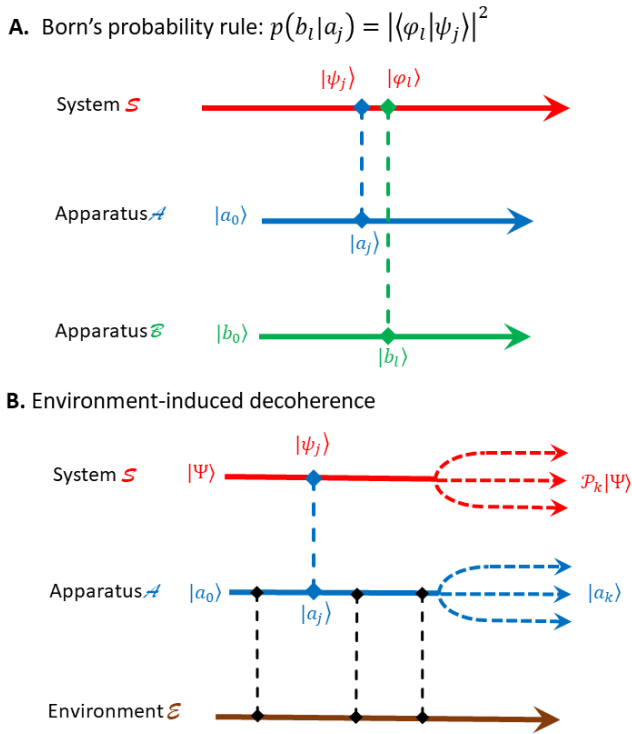 A. Born's probability rule: p(b_l|a_j) = |⟨φ_l|ψ_j⟩|^2
|ψ_j⟩ |φ_l⟩
System 𝓢
Apparatus 𝓐 |a_0⟩
|a_j⟩
Apparatus 𝓑 |b_0⟩
|b_l⟩
B. Environment-induced decoherence
|ψ_j⟩
System 𝓢 |Ψ⟩ 𝒫_k|Ψ⟩
Apparatus 𝓐 |a_0⟩ |a_k⟩
|a_j⟩
Environment 𝓔